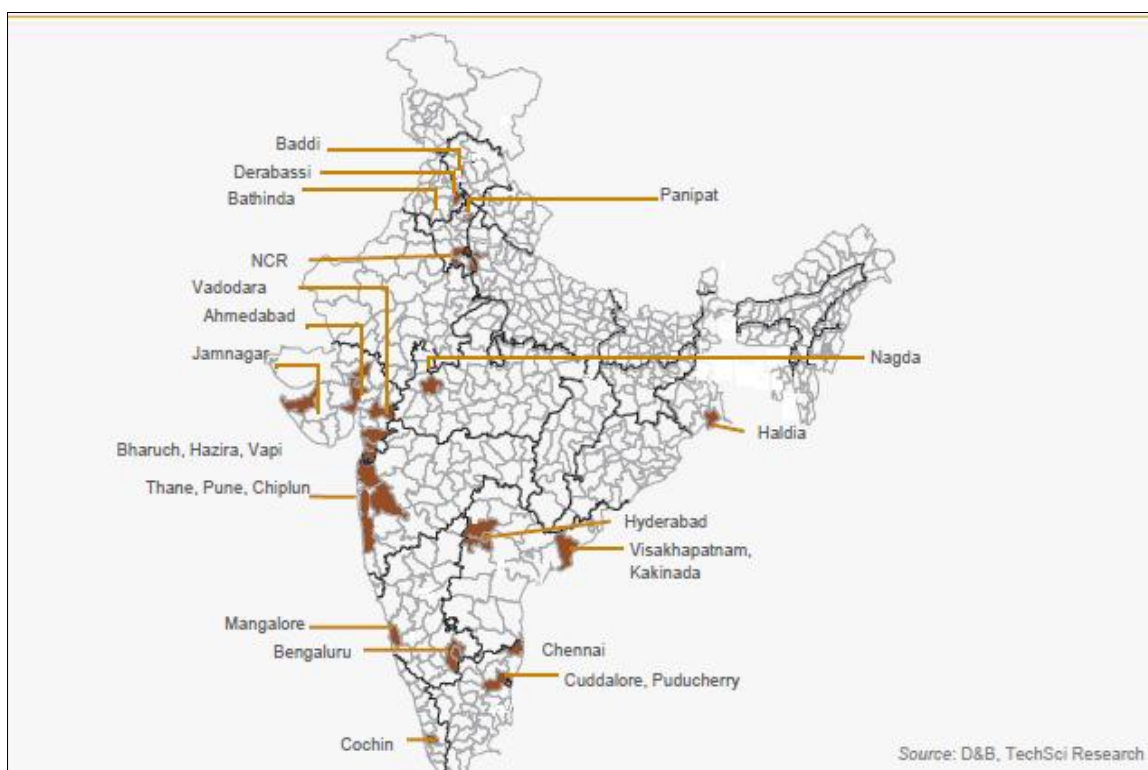 Baddi
Derabassi
Bathinda
Panipat
NCR
Vadodara
Ahmedabad
Jamnagar
Nagda
Haldia
Bharuch, Hazira, Vapi
Thane, Pune, Chiplun
Hyderabad
Visakhapatnam,
Kakinada
Mangalore
Bengaluru
Chennai
Cuddalore, Puducherry
Cochin
Source: D&B, TechSci Research